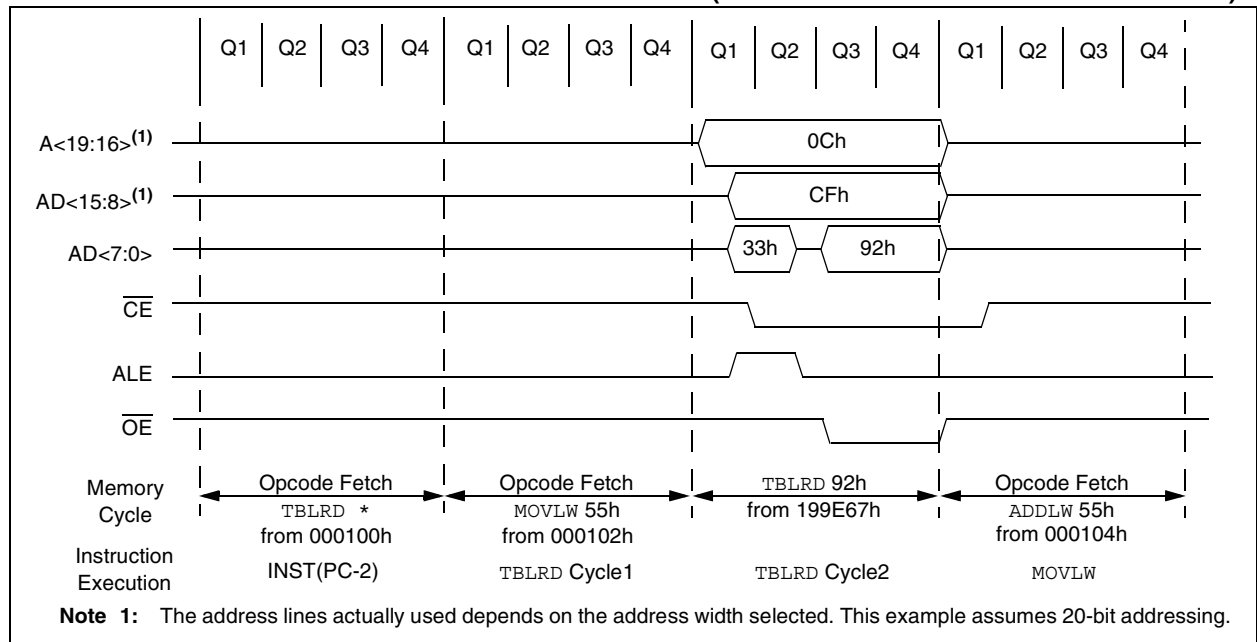 Q1 Q2 Q3 Q4 Q1 Q2 Q3 Q4 Q1 Q2 Q3 Q4 Q1 Q2 Q3 Q4
A<19:16>(1) 0Ch
AD<15:8>(1) CFh
AD<7:0> 33h 92h
CE
ALE
OE
Memory Cycle
Opcode Fetch
TBLRD *
from 000100h
Opcode Fetch
MOVLW 55h
from 000102h
TBLRD 92h
from 199E67h
Opcode Fetch
ADDLW 55h
from 000104h
Instruction Execution
INST(PC-2) TBLRD Cycle1 TBLRD Cycle2 MOVLW
Note 1: The address lines actually used depends on the address width selected. This example assumes 20-bit addressing.